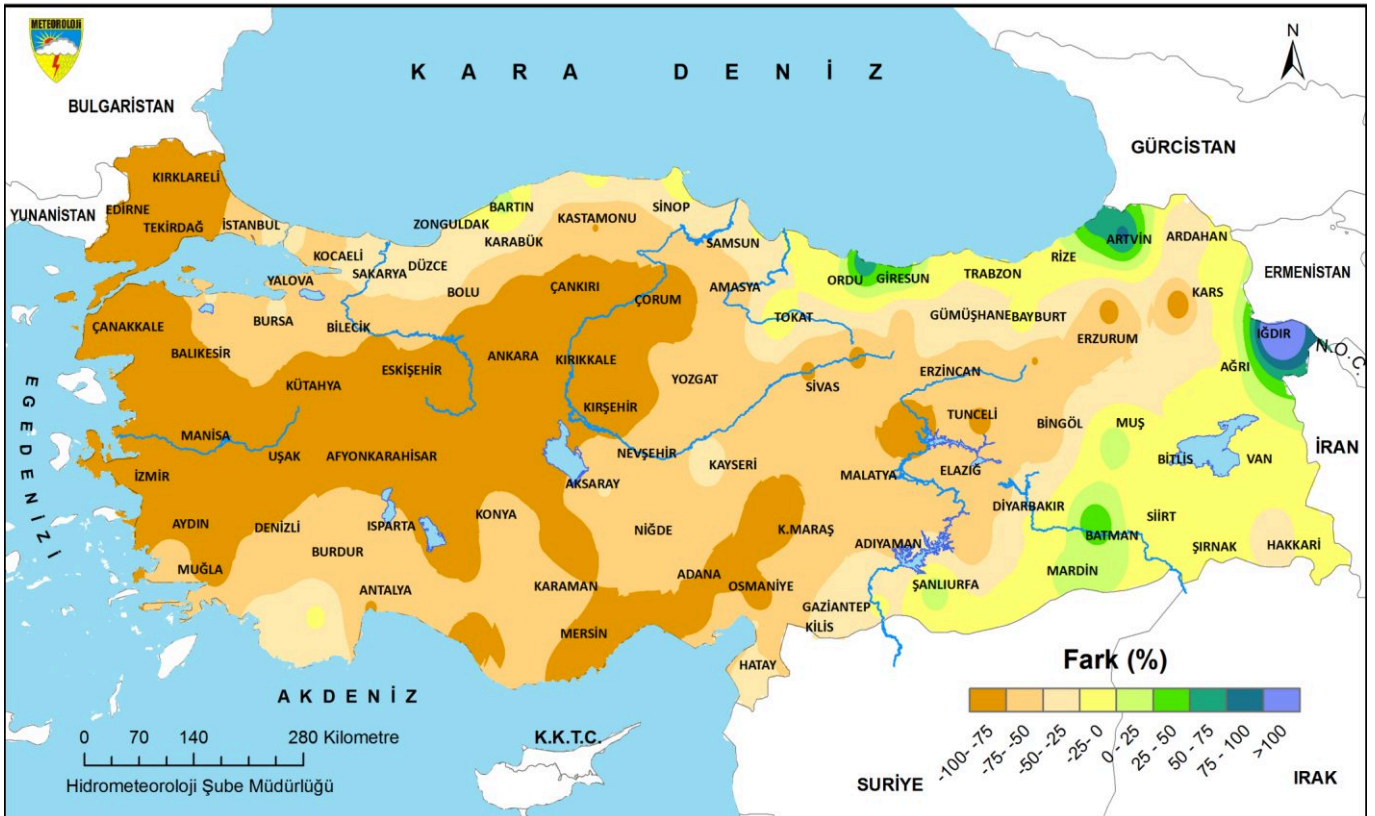 METEOROLOJİ
N
K A R A D E N İ Z
BULGARİSTAN
GÜRCİSTAN
YUNANİSTAN
ERMENİSTAN
KIRKLARELİ
EDİRNE
TEKİRDAĞ
İSTANBUL
KOCAELİ
YALOVA
SAKARYA
DÜZCE
ZONGULDAK
BARTIN
KARABÜK
KASTAMONU
SİNOP
SAMSUN
BOLU
ÇANKIRI
ÇORUM
AMASYA
TOKAT
ORDU
GİRESUN
TRABZON
RİZE
ARTVİN
ARDAHAN
KARS
GÜMÜŞHANE
BAYBURT
ERZURUM
IĞDIR
N.O.C.
AĞRI
ÇANAKKALE
BALIKESİR
BURSA
BİLECİK
KÜTAHYA
ESKİŞEHİR
ANKARA
KIRIKKALE
KIRŞEHİR
YOZGAT
SİVAS
ERZİNCAN
TUNCELİ
BİNGÖL
MUŞ
BİTLİS
VAN
İRAN
E G E D E N İ Z İ
MANİSA
UŞAK
AFYONKARAHİSAR
İZMİR
AYDIN
DENİZLİ
ISPARTA
BURDUR
MUĞLA
ANTALYA
KONYA
AKSARAY
NEVŞEHİR
KAYSERİ
NİĞDE
KARAMAN
MERSİN
ADANA
OSMANİYE
K.MARAŞ
MALATYA
ELAZIĞ
ADIYAMAN
DİYARBAKIR
BATMAN
SİİRT
ŞIRNAK
HAKKARİ
MARDİN
ŞANLIURFA
GAZİANTEP
KİLİS
HATAY
A K D E N İ Z
K.K.T.C.
SURİYE
IRAK
0 70 140 280 Kilometre
Hidrometeoroloji Şube Müdürlüğü
Fark (%)
-100--75
-75--50
-50--25
-25- 0
0 - 25
25 - 50
50 - 75
75 - 100
>100